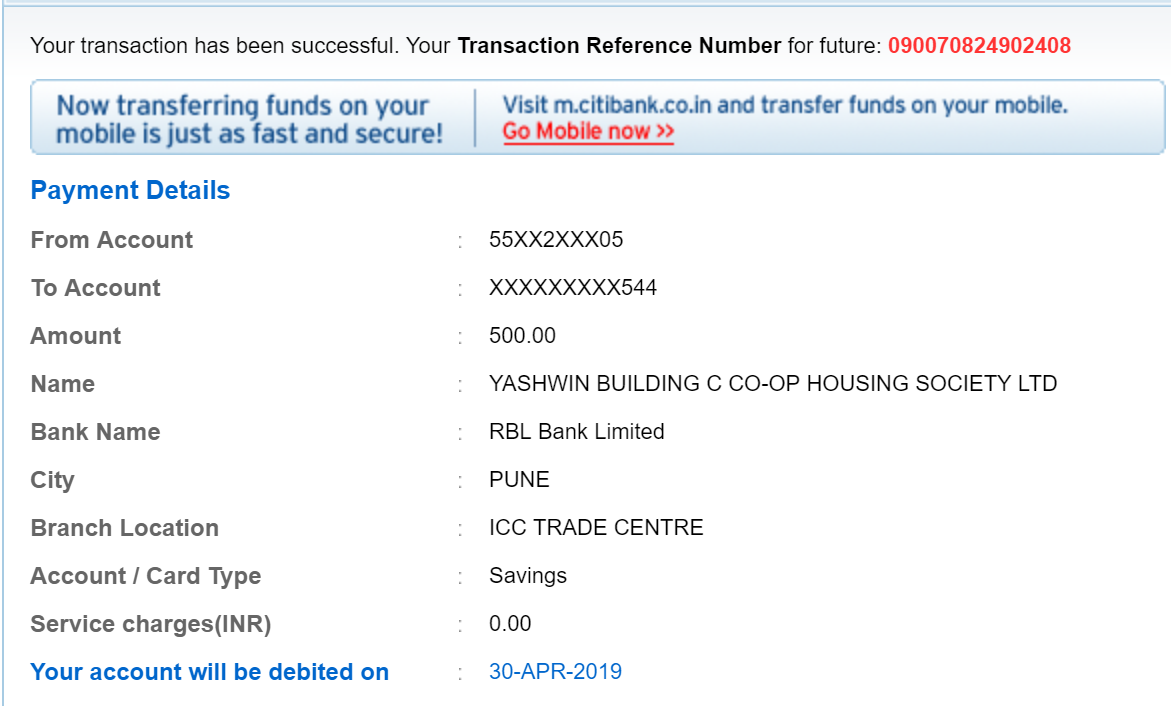 Your transaction has been successful. Your Transaction Reference Number for future: 090070824902408
Now transferring funds on your
mobile is just as fast and secure!
Visit m.citibank.co.in and transfer funds on your mobile.
Go Mobile now >>
Payment Details
From Account : 55XX2XXX05
To Account : XXXXXXXXX544
Amount : 500.00
Name : YASHWIN BUILDING C CO-OP HOUSING SOCIETY LTD
Bank Name : RBL Bank Limited
City : PUNE
Branch Location : ICC TRADE CENTRE
Account / Card Type : Savings
Service charges(INR) : 0.00
Your account will be debited on : 30-APR-2019